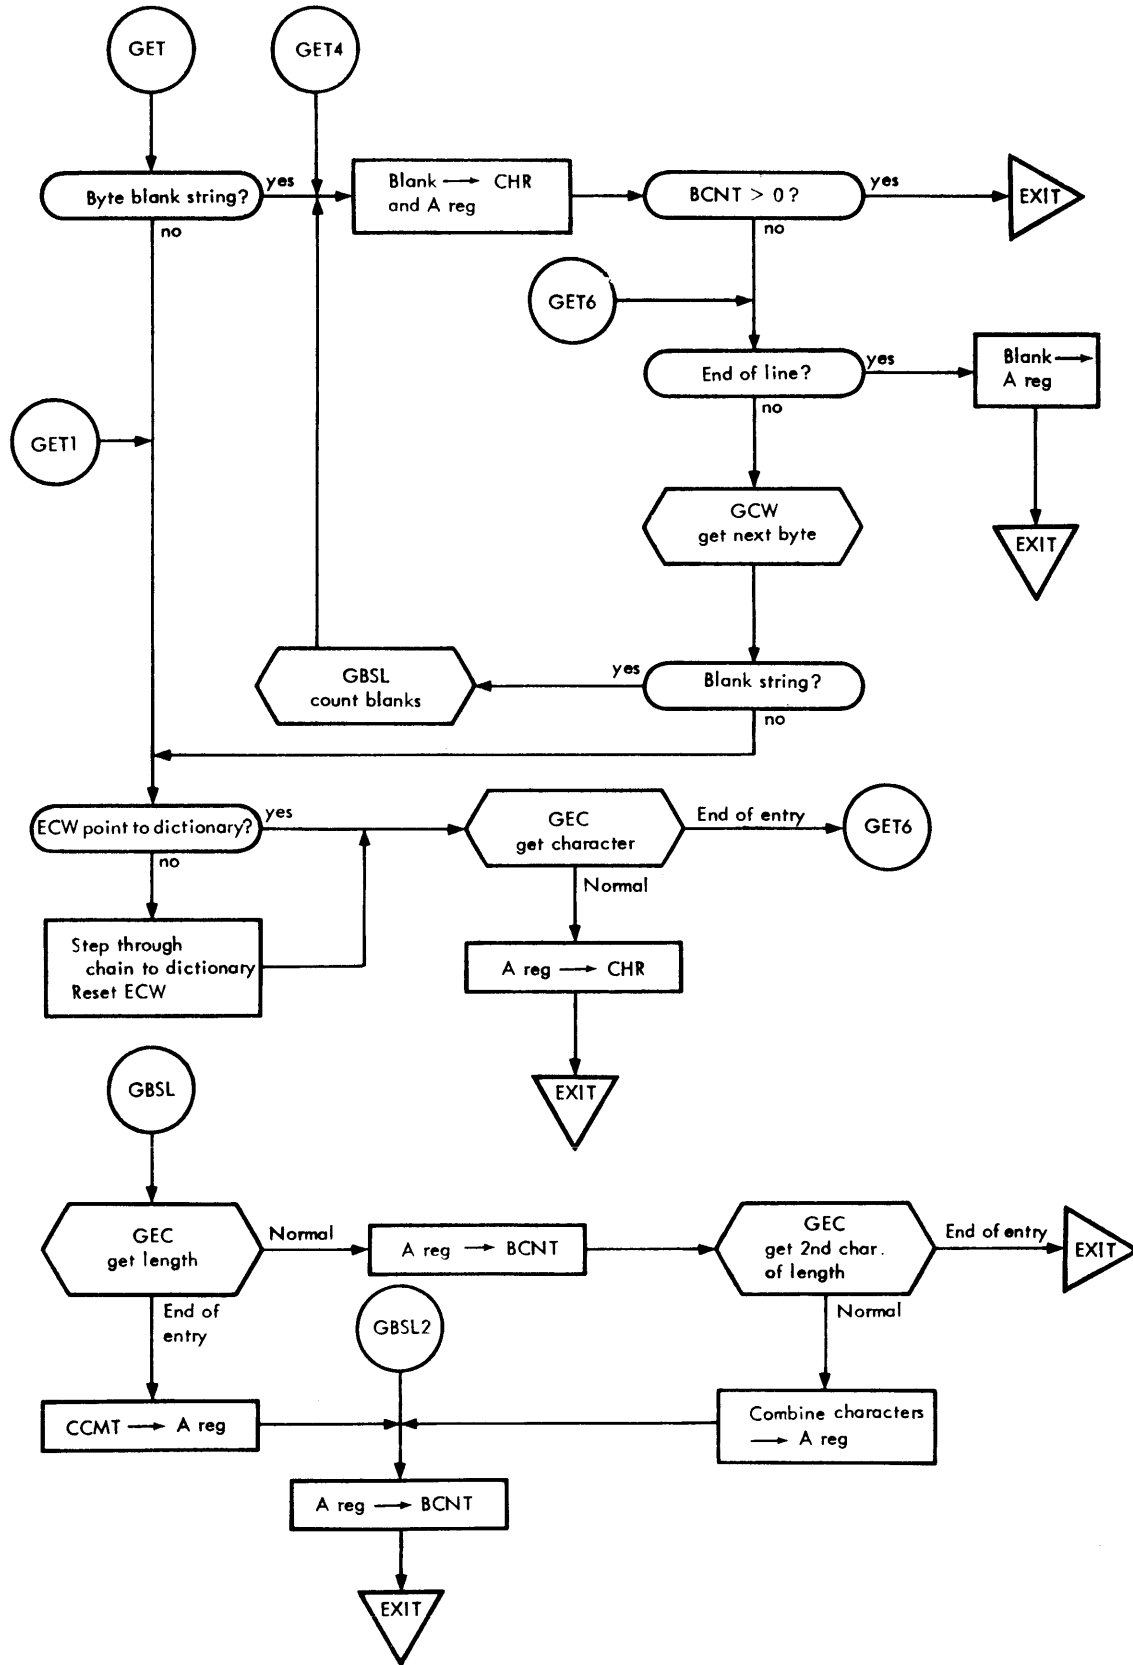 GET
GET4
Byte blank string?
yes
no
Blank → CHR
and A reg
BCNT > 0?
yes
no
EXIT
GET6
End of line?
yes
no
Blank →
A reg
EXIT
GET1
GCW
get next byte
GBSL
count blanks
yes
Blank string?
no
ECW point to dictionary?
yes
no
GEC
get character
End of entry
GET6
Normal
Step through
chain to dictionary
Reset ECW
A reg → CHR
EXIT
GBSL
GEC
get length
Normal
A reg → BCNT
GEC
get 2nd char.
of length
End of entry
EXIT
End of
entry
GBSL2
Normal
CCMT → A reg
Combine characters
→ A reg
A reg → BCNT
EXIT